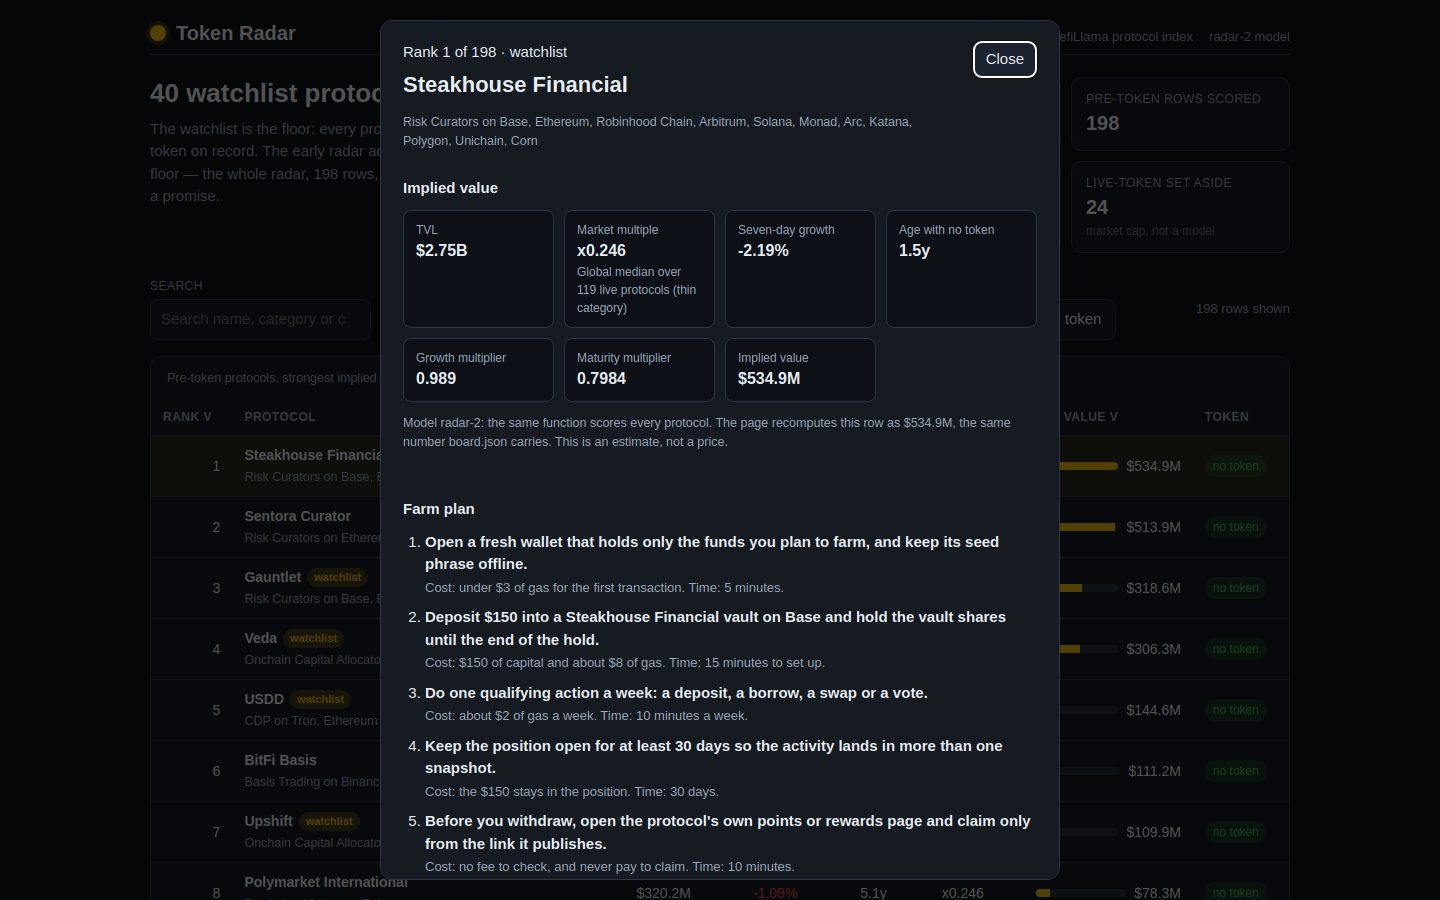 Token Radar
efiLlama protocol index radar-2 model
40 watchlist protoc
The watchlist is the floor: every pro
token on record. The early radar ad
floor — the whole radar, 198 rows,
a promise.
PRE-TOKEN ROWS SCORED
198
LIVE-TOKEN SET ASIDE
24
market cap, not a model
SEARCH
Search name, category or c
token
198 rows shown
Pre-token protocols, strongest implied
RANK V PROTOCOL VALUE V TOKEN
1 Steakhouse Financia $534.9M no token
Risk Curators on Base, E
2 Sentora Curator $513.9M no token
Risk Curators on Ethereu
3 Gauntlet watchlist $318.6M no token
Risk Curators on Base, E
4 Veda watchlist $306.3M no token
Onchain Capital Allocato
5 USDD watchlist $144.6M no token
CDP on Tron, Ethereum
6 BitFi Basis $111.2M no token
Basis Trading on Binanc
7 Upshift watchlist $109.9M no token
Onchain Capital Allocato
8 Polymarket International $320.2M -1.08% 5.1y x0.246 $78.3M no token
Rank 1 of 198 · watchlist
Close
Steakhouse Financial
Risk Curators on Base, Ethereum, Robinhood Chain, Arbitrum, Solana, Monad, Arc, Katana,
Polygon, Unichain, Corn
Implied value
TVL
$2.75B
Market multiple
x0.246
Global median over
119 live protocols (thin
category)
Seven-day growth
-2.19%
Age with no token
1.5y
Growth multiplier
0.989
Maturity multiplier
0.7984
Implied value
$534.9M
Model radar-2: the same function scores every protocol. The page recomputes this row as $534.9M, the same
number board.json carries. This is an estimate, not a price.
Farm plan
1. Open a fresh wallet that holds only the funds you plan to farm, and keep its seed
phrase offline.
Cost: under $3 of gas for the first transaction. Time: 5 minutes.
2. Deposit $150 into a Steakhouse Financial vault on Base and hold the vault shares
until the end of the hold.
Cost: $150 of capital and about $8 of gas. Time: 15 minutes to set up.
3. Do one qualifying action a week: a deposit, a borrow, a swap or a vote.
Cost: about $2 of gas a week. Time: 10 minutes a week.
4. Keep the position open for at least 30 days so the activity lands in more than one
snapshot.
Cost: the $150 stays in the position. Time: 30 days.
5. Before you withdraw, open the protocol's own points or rewards page and claim only
from the link it publishes.
Cost: no fee to check, and never pay to claim. Time: 10 minutes.